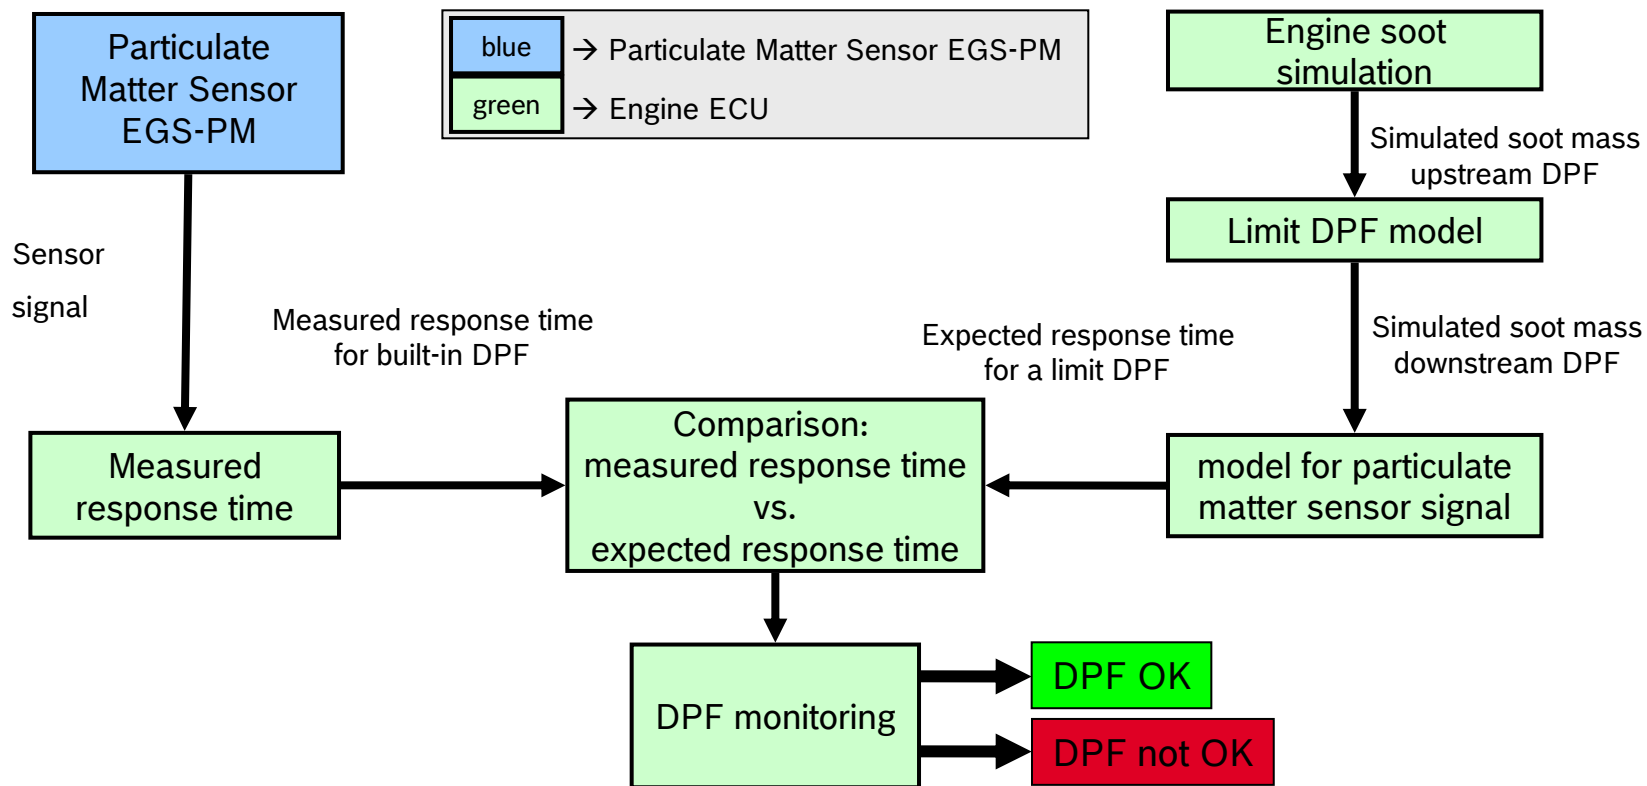 Particulate
Matter Sensor
EGS-PM
blue
→ Particulate Matter Sensor EGS-PM
green
→ Engine ECU
Engine soot
simulation
Simulated soot mass
upstream DPF
Limit DPF model
Sensor
signal
Measured response time
for built-in DPF
Expected response time
for a limit DPF
Simulated soot mass
downstream DPF
Measured
response time
Comparison:
measured response time
vs.
expected response time
model for particulate
matter sensor signal
DPF monitoring
DPF OK
DPF not OK